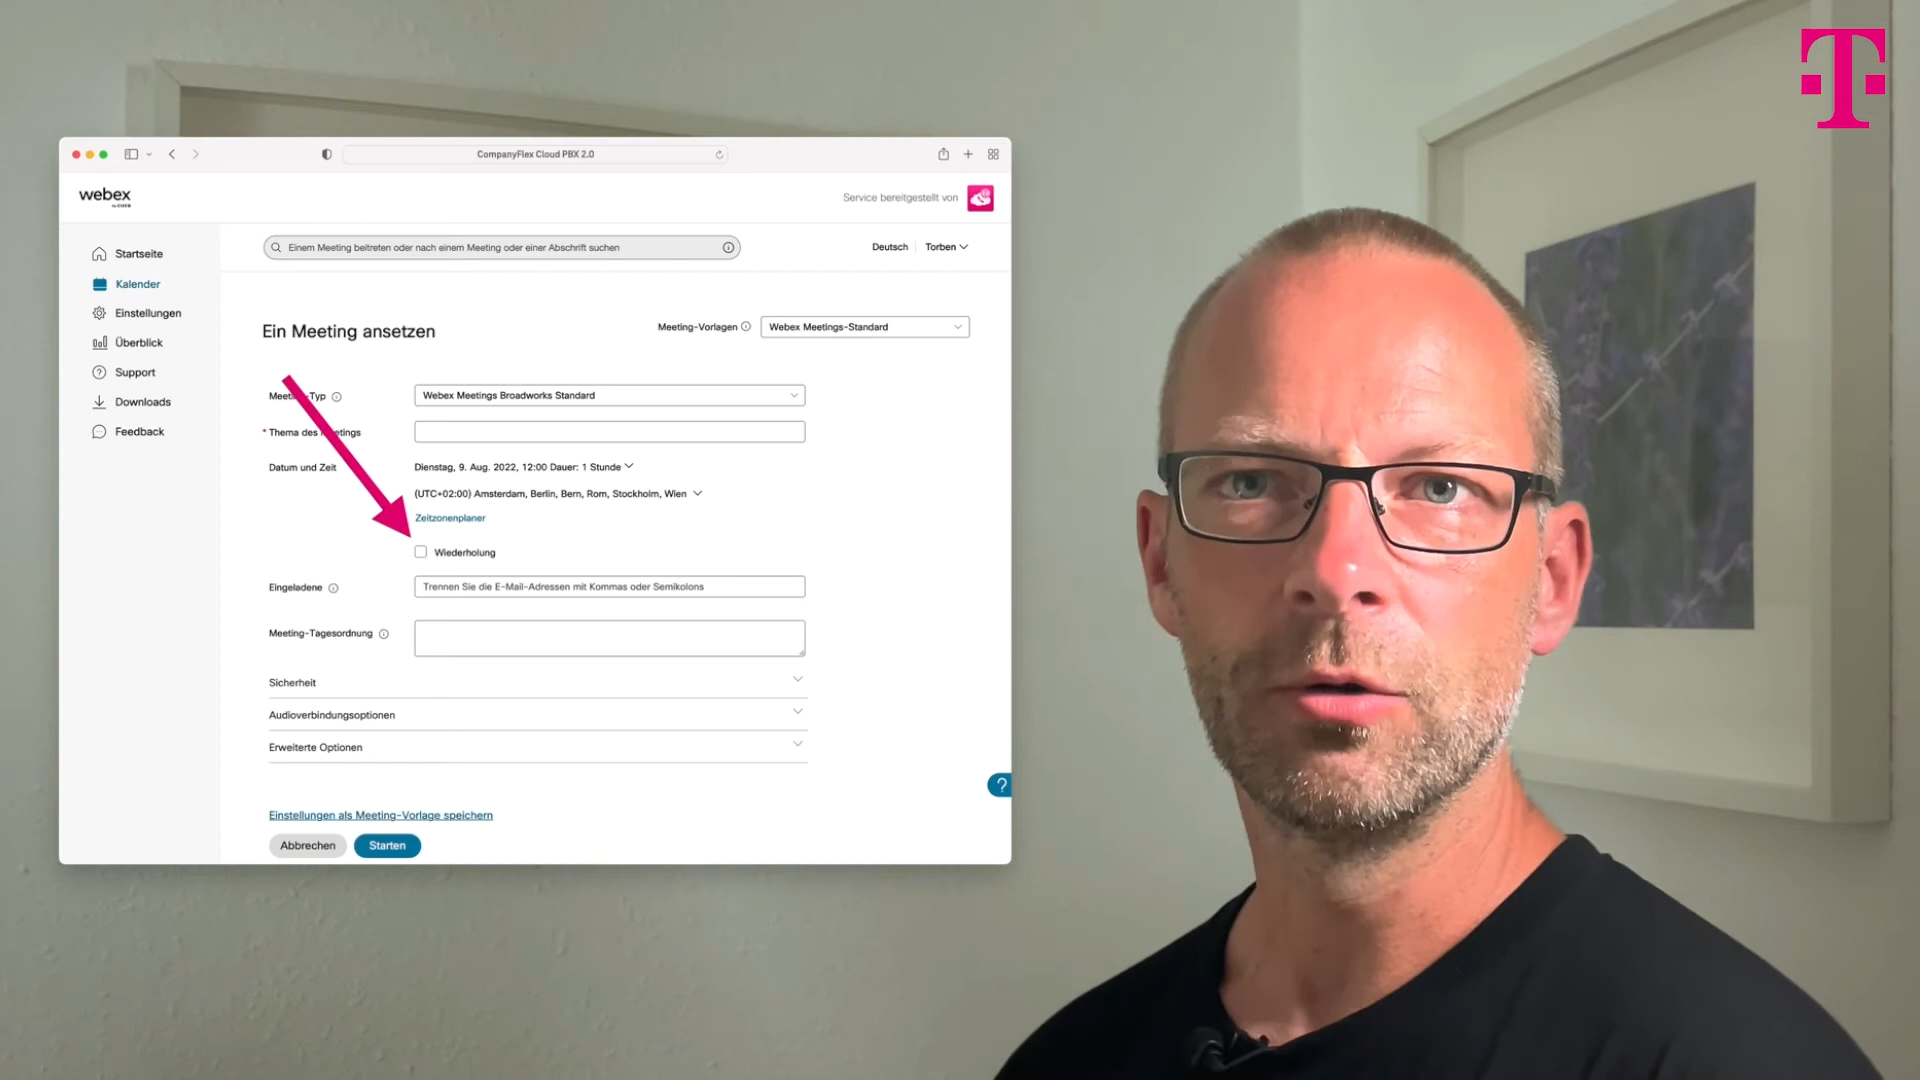 T
CompanyFlex Cloud PBX 2.0
webex
by CISCO
Service bereitgestellt von
Einem Meeting beitreten oder nach einem Meeting oder einer Abschrift suchen
Deutsch
Torben
Startseite
Kalender
Einstellungen
Überblick
Support
Downloads
Feedback
Ein Meeting ansetzen
Meeting-Vorlagen
Webex Meetings-Standard
Meeting-Typ
Webex Meetings Broadworks Standard
* Thema des Meetings
Datum und Zeit
Dienstag, 9. Aug. 2022, 12:00 Dauer: 1 Stunde
(UTC+02:00) Amsterdam, Berlin, Bern, Rom, Stockholm, Wien
Zeitzonenplaner
Wiederholung
Eingeladene
Trennen Sie die E-Mail-Adressen mit Kommas oder Semikolons
Meeting-Tagesordnung
Sicherheit
Audioverbindungsoptionen
Erweiterte Optionen
?
Einstellungen als Meeting-Vorlage speichern
Abbrechen
Starten